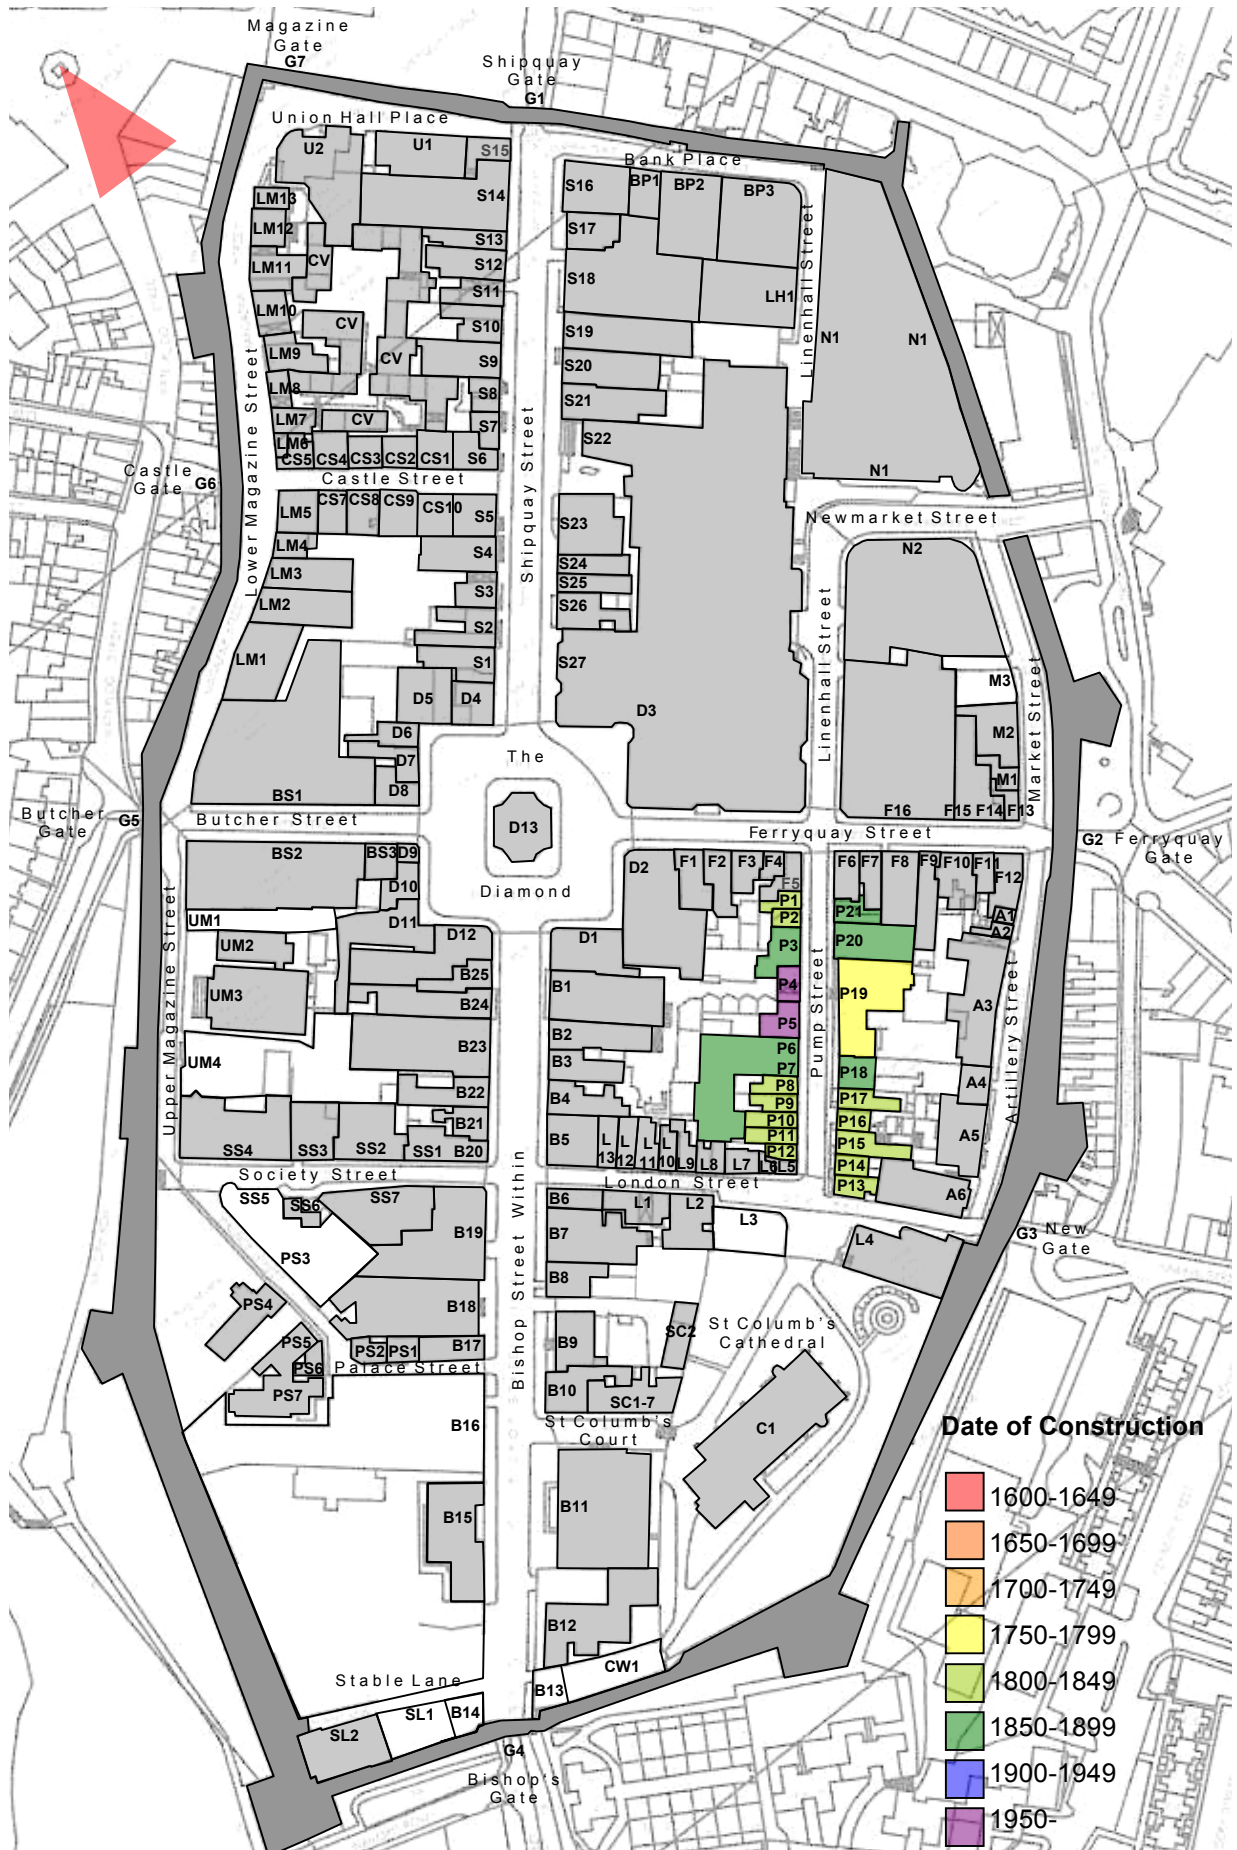 Magazine
Gate
G7
Shipquay
Gate
G1
Union Hall Place
U2
U1
S15
Bank Place
S16
BP1
BP2
BP3
S14
LM13
LM12
S17
S13
LM11
CV
S12
S18
S11
LH1
LM10
CV
S10
S19
N1
N1
LM9
CV
S9
S20
LM8
S8
S21
Linenhall Street
Lower Magazine Street
LM7
CV
S7
S22
Shipquay Street
LM6
CS5
CS4
CS3
CS2
CS1
S6
N1
Castle
Gate
G6
Castle Street
CS7
CS8
CS9
CS10
LM5
S5
S23
Newmarket Street
LM4
S4
N2
LM3
S24
S25
S3
LM2
S26
S2
LM1
S1
S27
Linenhall Street
M3
Market Street
D5
D4
D3
D6
M2
D7
The
M1
D8
BS1
F16
F15
F14
F13
Butcher
Gate
G5
Butcher Street
D13
Ferryquay Street
G2
Ferryquay
Gate
BS2
BS3
D9
D2
F1
F2
F3
F4
F5
F6
F7
F8
F9
F10
F11
F12
D10
Diamond
P1
P2
P21
A1
A2
UM1
D11
D12
D1
P3
P20
UM2
B25
P4
UM3
B24
B1
P19
A3
P5
Upper Magazine Street
UM4
B23
B2
P6
Pump Street
B3
P7
P18
A4
Artillery Street
B22
P8
P17
B4
P9
P16
B21
P10
P15
A5
SS4
SS3
SS2
SS1
B20
B5
L
13
L
12
L
11
L
10
L9
L8
L7
L6
L5
P11
P12
P14
P13
A6
Society Street
London Street
SS5
SS6
SS7
B6
L1
L2
L3
B19
B7
L4
G3
New
Gate
PS3
B8
Bishop Street Within
PS4
B18
SC2
St Columb's
Cathedral
PS5
B9
PS2
PS1
B17
PS6
Palace Street
PS7
B10
SC1-7
B16
St Columb's
Court
C1
B15
B11
B12
Stable Lane
CW1
B13
SL1
B14
SL2
G4
Bishop's
Gate
Date of Construction
1600-1649
1650-1699
1700-1749
1750-1799
1800-1849
1850-1899
1900-1949
1950-